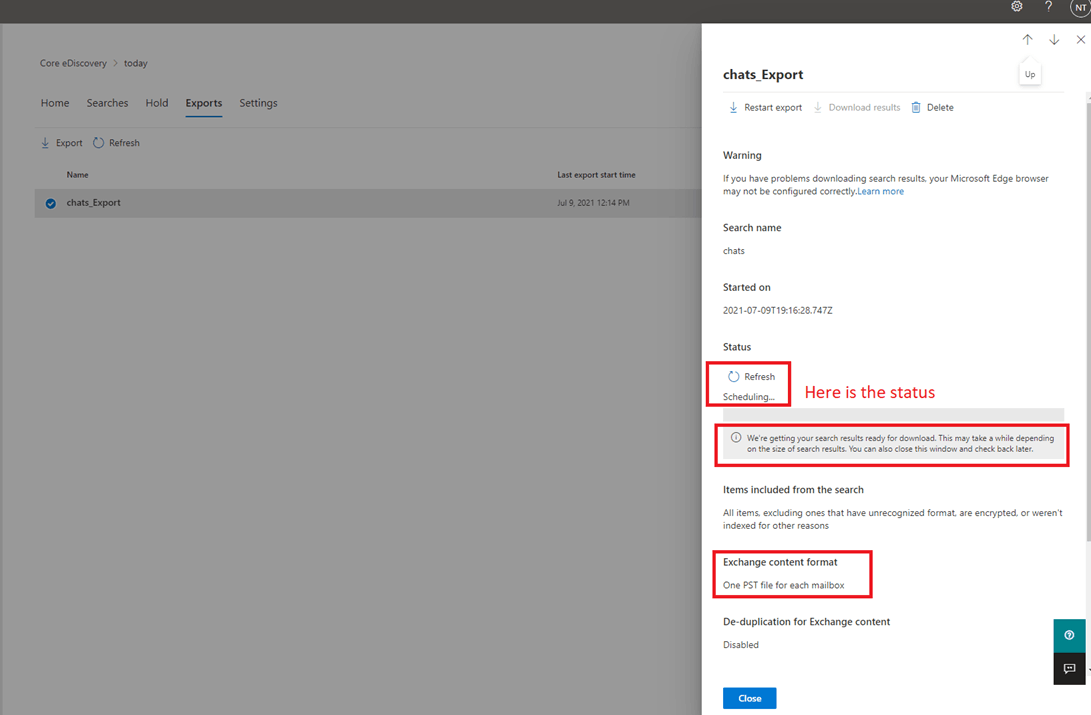 ?
NT
Core eDiscovery > today
Home Searches Hold Exports Settings
Export Refresh
Name Last export start time
chats_Export Jul 9, 2021 12:14 PM
chats_Export
Up
Restart export Download results Delete
Warning
If you have problems downloading search results, your Microsoft Edge browser
may not be configured correctly.Learn more
Search name
chats
Started on
2021-07-09T19:16:28.747Z
Status
Refresh
Scheduling...
Here is the status
We're getting your search results ready for download. This may take a while depending
on the size of search results. You can also close this window and check back later.
Items included from the search
All items, excluding ones that have unrecognized format, are encrypted, or weren't
indexed for other reasons
Exchange content format
One PST file for each mailbox
De-duplication for Exchange content
Disabled
Close